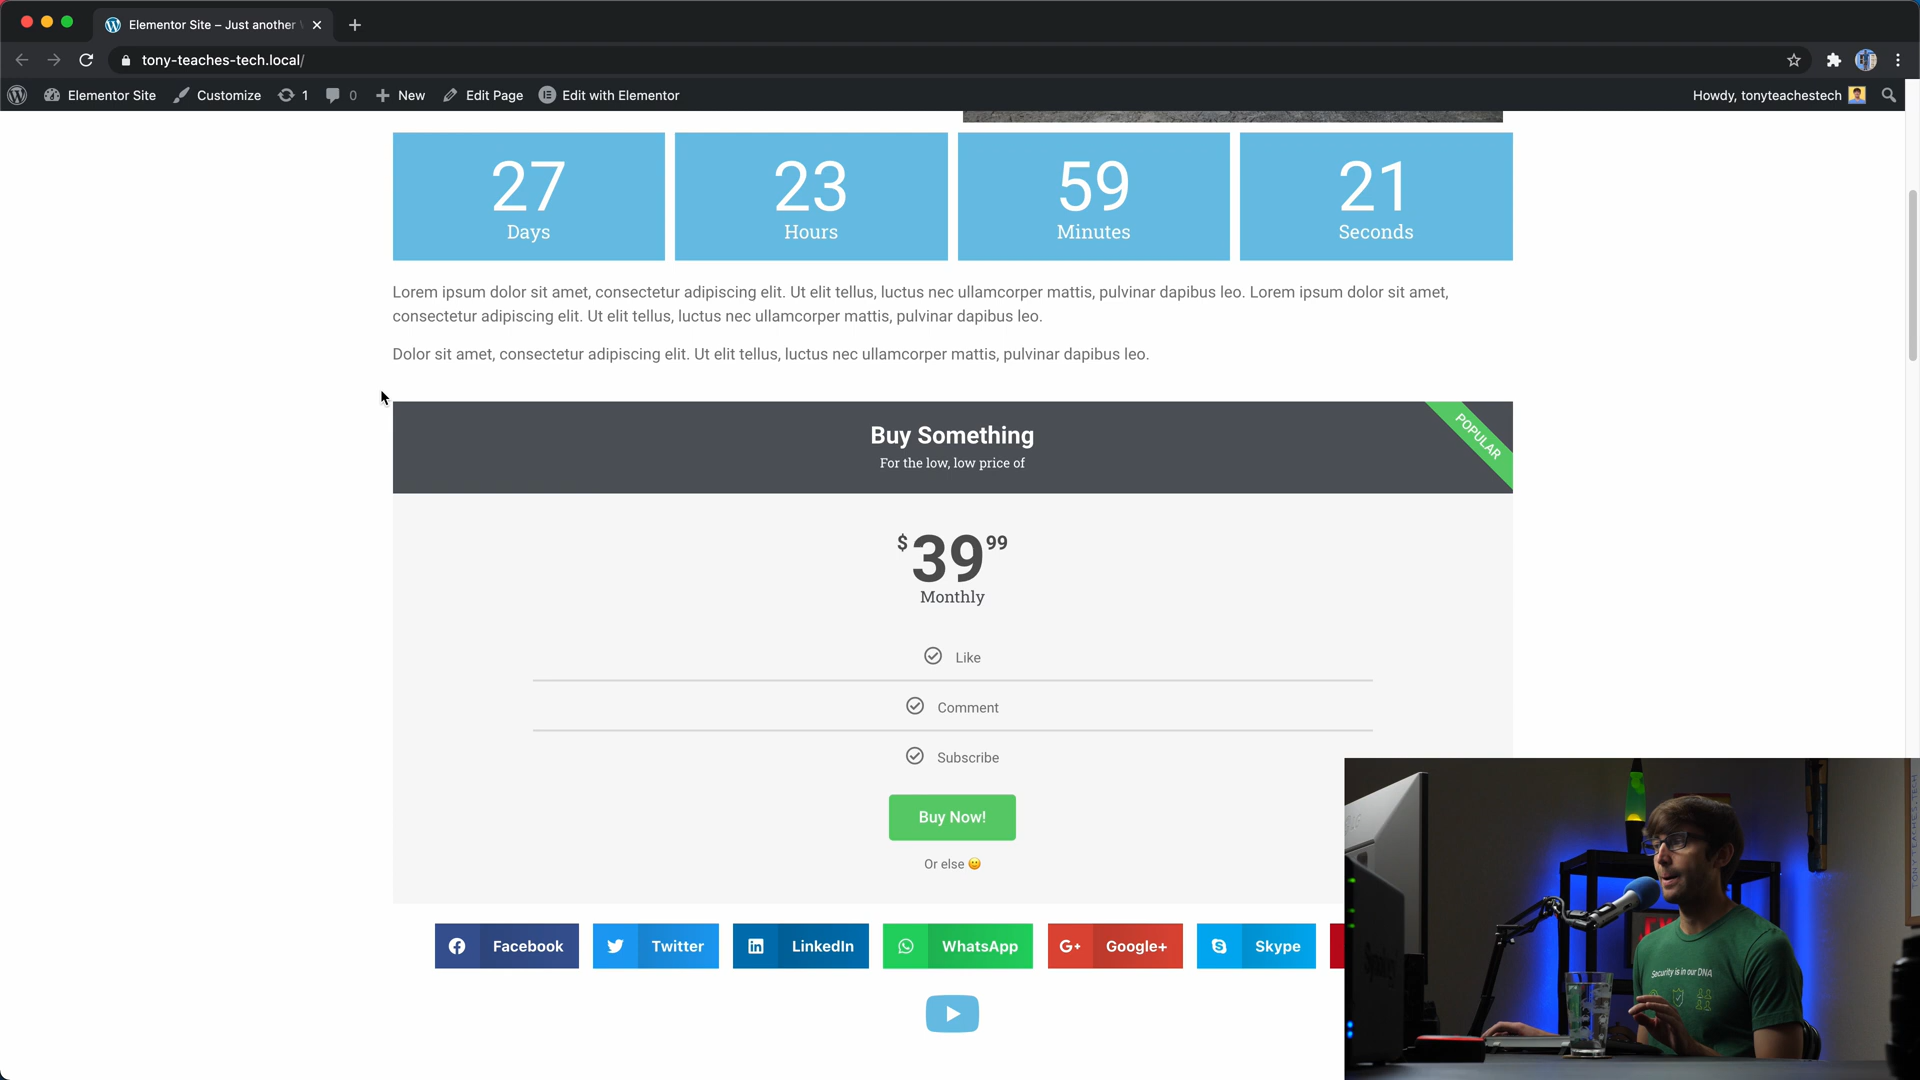 Elementor Site – Just another
tony-teaches-tech.local/
Elementor Site
Customize
1
0
New
Edit Page
Edit with Elementor
Howdy, tonyteachestech
27
Days
23
Hours
59
Minutes
21
Seconds
Lorem ipsum dolor sit amet, consectetur adipiscing elit. Ut elit tellus, luctus nec ullamcorper mattis, pulvinar dapibus leo. Lorem ipsum dolor sit amet,
consectetur adipiscing elit. Ut elit tellus, luctus nec ullamcorper mattis, pulvinar dapibus leo.
Dolor sit amet, consectetur adipiscing elit. Ut elit tellus, luctus nec ullamcorper mattis, pulvinar dapibus leo.
Buy Something
POPULAR
For the low, low price of
$39 99
Monthly
Like
Comment
Subscribe
Buy Now!
Or else 😀
Facebook
Twitter
LinkedIn
WhatsApp
G+ Google+
Skype
Security is in our DNA